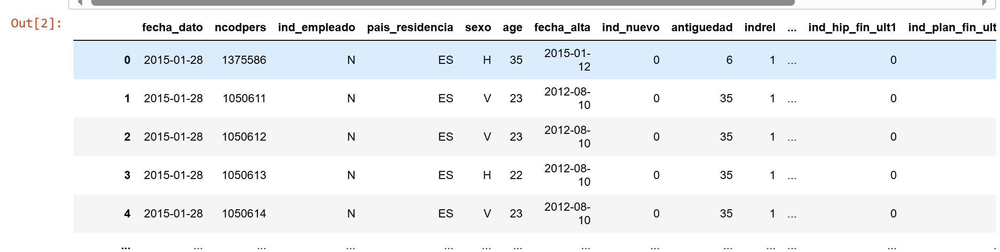 Out[2]:
fecha_dato ncodpers ind_empleado pais_residencia sexo age fecha_alta ind_nuevo antiguedad indrel ... ind_hip_fin_ult1 ind_plan_fin_ult
0 2015-01-28 1375586 N ES H 35 2015-01-12 0 6 1 ... 0
1 2015-01-28 1050611 N ES V 23 2012-08-10 0 35 1 ... 0
2 2015-01-28 1050612 N ES V 23 2012-08-10 0 35 1 ... 0
3 2015-01-28 1050613 N ES H 22 2012-08-10 0 35 1 ... 0
4 2015-01-28 1050614 N ES V 23 2012-08-10 0 35 1 ... 0
... ... ... ... ... ... ... ... ... ... ... ... ... ...